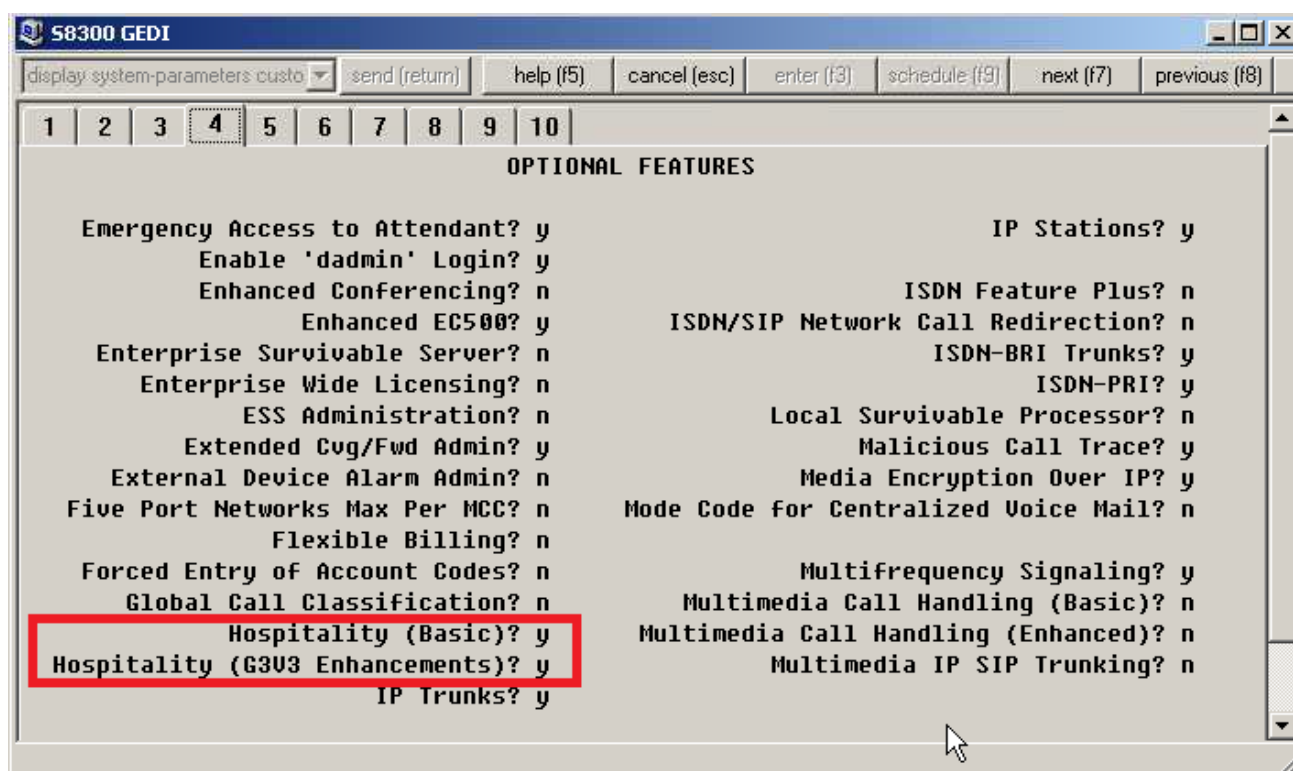 S8300 GEDI
display system-parameters custo send (return) help (f5) cancel (esc) enter (f3) schedule (f9) next (f7) previous (f8)
1 2 3 4 5 6 7 8 9 10
OPTIONAL FEATURES
Emergency Access to Attendant? y IP Stations? y
Enable 'dadmin' Login? y
Enhanced Conferencing? n ISDN Feature Plus? n
Enhanced EC500? y ISDN/SIP Network Call Redirection? n
Enterprise Survivable Server? n ISDN-BRI Trunks? y
Enterprise Wide Licensing? n ISDN-PRI? y
ESS Administration? n Local Survivable Processor? n
Extended Cvg/Fwd Admin? y Malicious Call Trace? y
External Device Alarm Admin? n Media Encryption Over IP? y
Five Port Networks Max Per MCC? n Mode Code for Centralized Voice Mail? n
Flexible Billing? n
Forced Entry of Account Codes? n Multifrequency Signaling? y
Global Call Classification? n Multimedia Call Handling (Basic)? n
Hospitality (Basic)? y Multimedia Call Handling (Enhanced)? n
Hospitality (G3V3 Enhancements)? y Multimedia IP SIP Trunking? n
IP Trunks? y